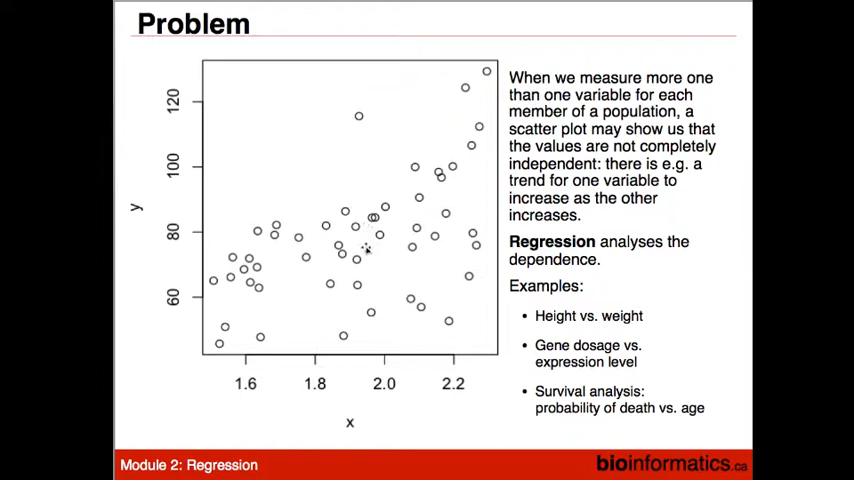 Problem
When we measure more one
than one variable for each
member of a population, a
scatter plot may show us that
the values are not completely
independent: there is e.g. a
trend for one variable to
increase as the other
increases.
Regression analyses the
dependence.
Examples:
• Height vs. weight
• Gene dosage vs.
expression level
• Survival analysis:
probability of death vs. age
120
100
80
60
y
1.6 1.8 2.0 2.2
x
Module 2: Regression
bioinformatics.ca